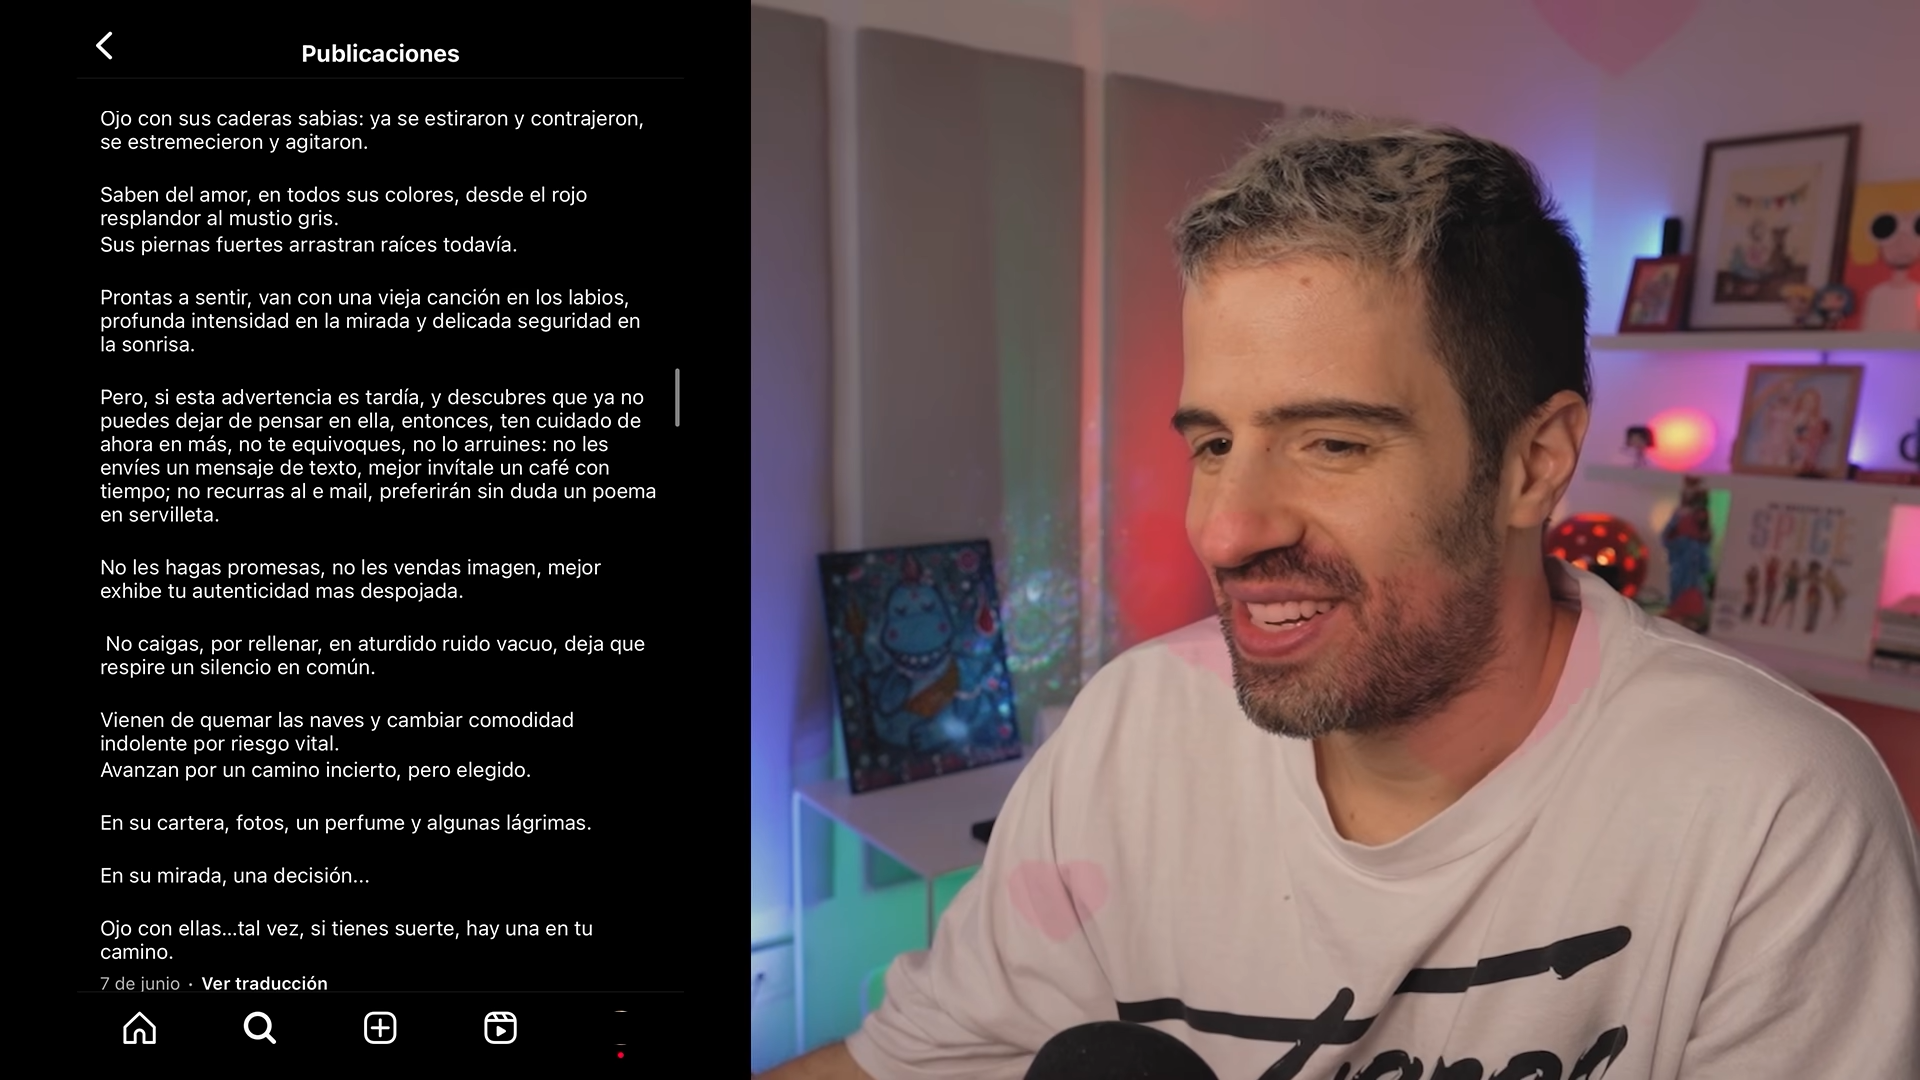 Publicaciones
Ojo con sus caderas sabias: ya se estiraron y contrajeron,
se estremecieron y agitaron.
Saben del amor, en todos sus colores, desde el rojo
resplandor al mustio gris.
Sus piernas fuertes arrastran raíces todavía.
Prontas a sentir, van con una vieja canción en los labios,
profunda intensidad en la mirada y delicada seguridad en
la sonrisa.
Pero, si esta advertencia es tardía, y descubres que ya no
puedes dejar de pensar en ella, entonces, ten cuidado de
ahora en más, no te equivoques, no lo arruines: no les
envíes un mensaje de texto, mejor invítale un café con
tiempo; no recurras al e mail, preferirán sin duda un poema
en servilleta.
No les hagas promesas, no les vendas imagen, mejor
exhibe tu autenticidad mas despojada.
No caigas, por rellenar, en aturdido ruido vacuo, deja que
respire un silencio en común.
Vienen de quemar las naves y cambiar comodidad
indolente por riesgo vital.
Avanzan por un camino incierto, pero elegido.
En su cartera, fotos, un perfume y algunas lágrimas.
En su mirada, una decisión...
Ojo con ellas...tal vez, si tienes suerte, hay una en tu
camino.
7 de junio · Ver traducción
SPICE